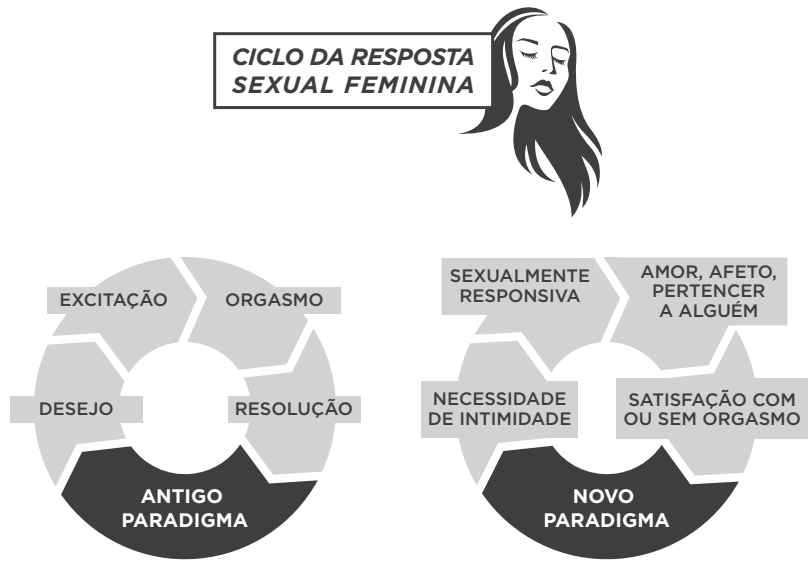 CICLO DA RESPOSTA
SEXUAL FEMININA
EXCITAÇÃO
ORGASMO
DESEJO
RESOLUÇÃO
ANTIGO
PARADIGMA
SEXUALMENTE
RESPONSIVA
AMOR, AFETO,
PERTENCER
A ALGUÉM
NECESSIDADE
DE INTIMIDADE
SATISFAÇÃO COM
OU SEM ORGASMO
NOVO
PARADIGMA